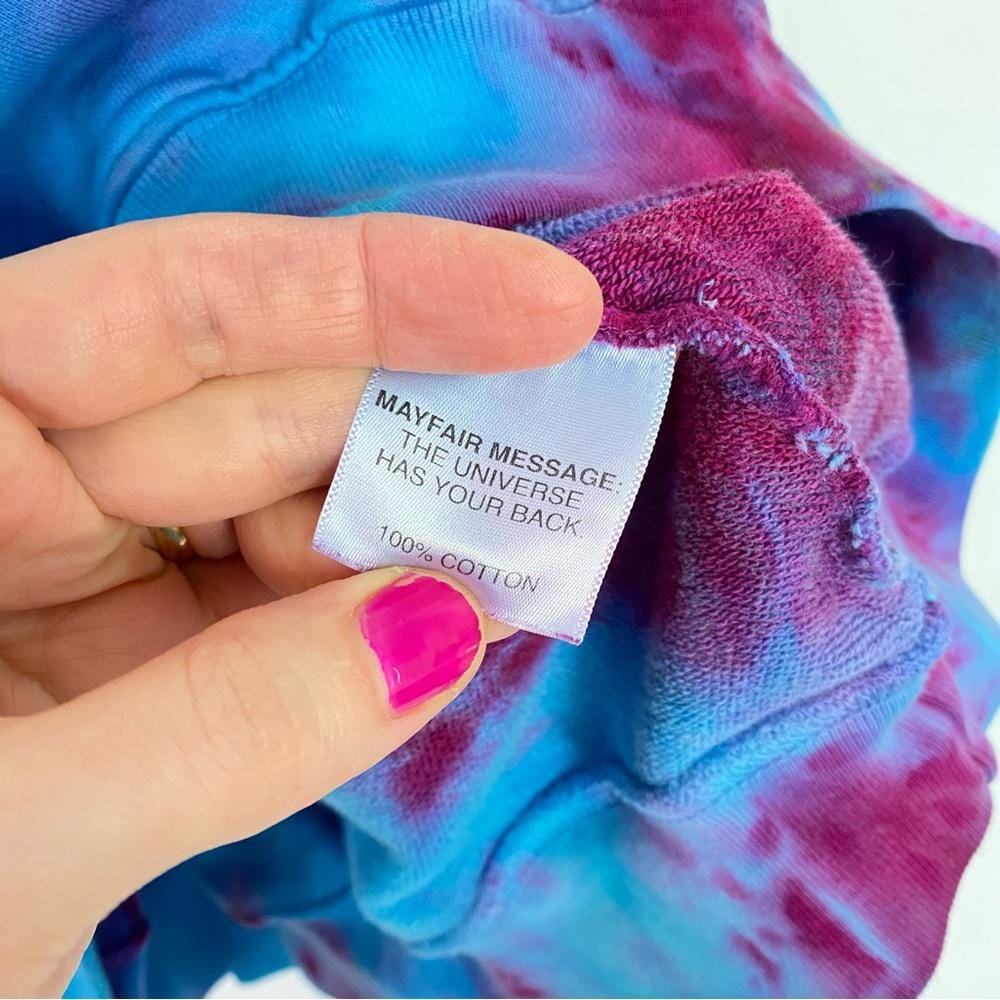 MAYFAIR MESSAGE.
THE UNIVERSE
HAS YOUR BACK.
100% COTTON